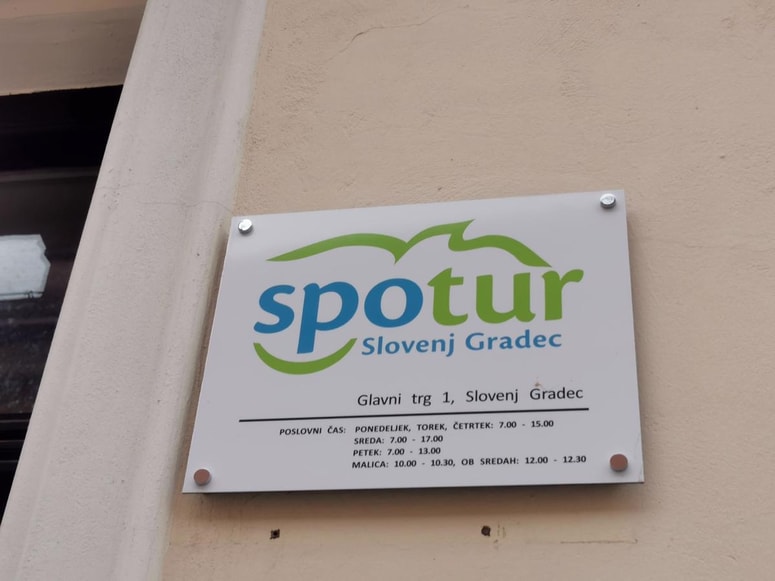 spotur
Slovenj Gradec
Glavni trg 1, Slovenj Gradec
POSLOVNI ČAS: PONEDELJEK, TOREK, ČETRTEK: 7.00 - 15.00
SREDA: 7.00 - 17.00
PETEK: 7.00 - 13.00
MALICA: 10.00 - 10.30, OB SREDAH: 12.00 - 12.30